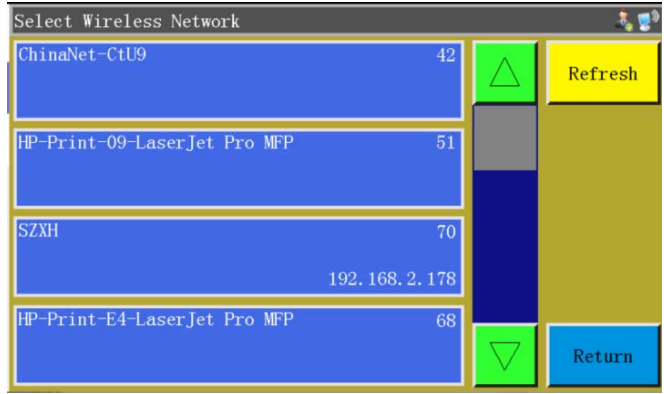 Select Wireless Network
ChinaNet-CtU9 42
Refresh
HP-Print-09-LaserJet Pro MFP 51
SZXH 70
192.168.2.178
HP-Print-E4-LaserJet Pro MFP 68
Return